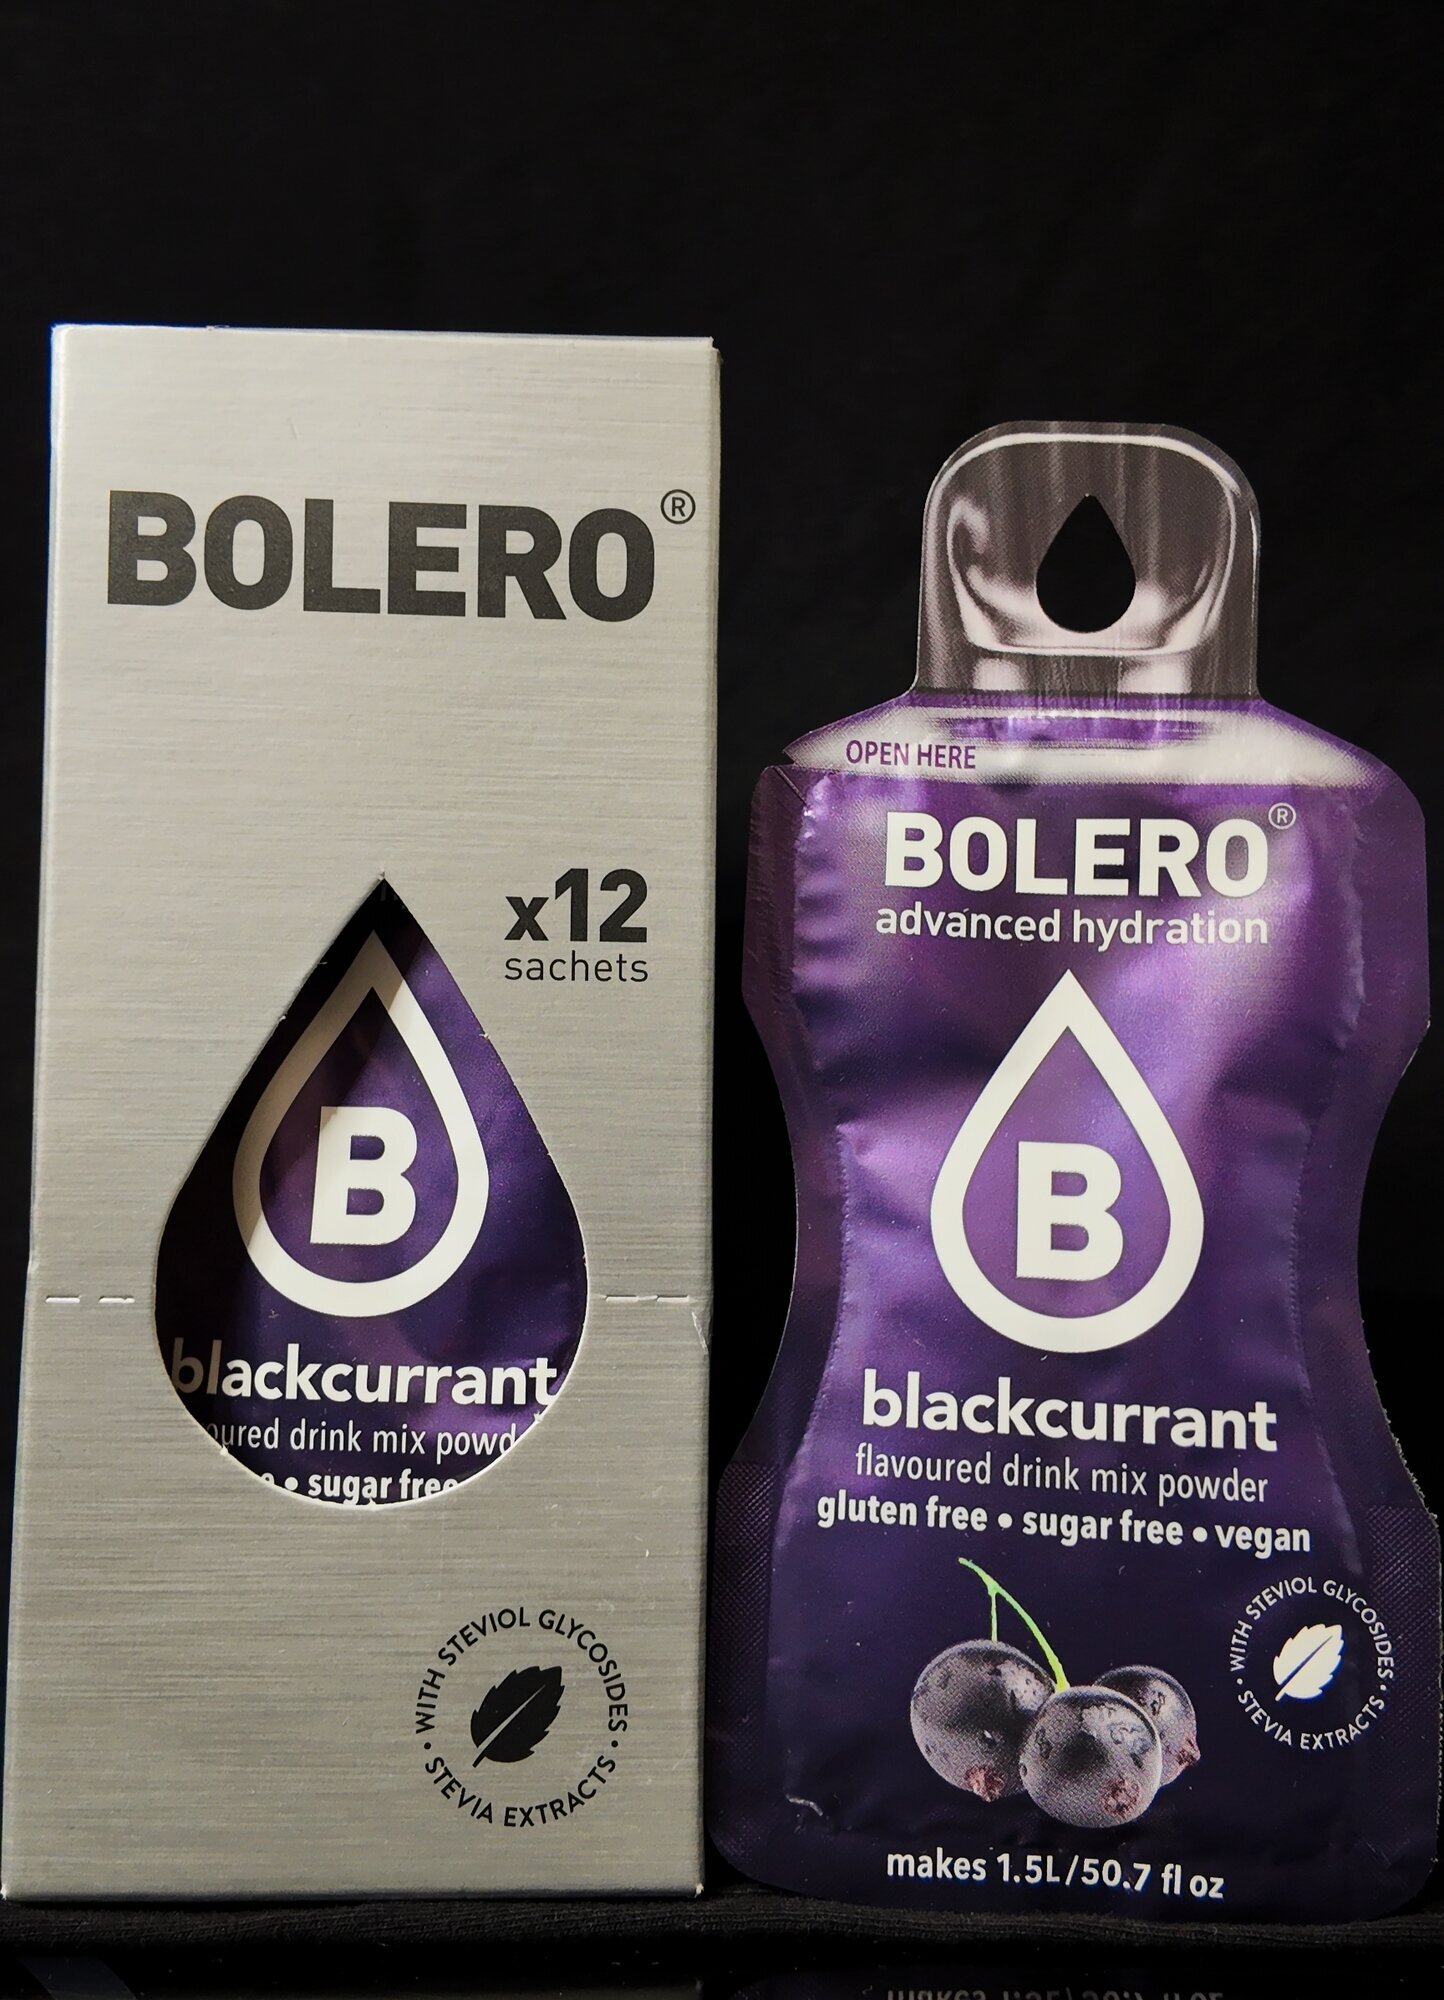 BOLERO®
x12
sachets
B
blackcurrant
oured drink mix powd
e • sugar free
WITH STEVIOL GLYCOSIDES • STEVIA EXTRACTS •
OPEN HERE
BOLERO®
advanced hydration
B
blackcurrant
flavoured drink mix powder
gluten free • sugar free • vegan
WITH STEVIOL GLYCOSIDES • STEVIA EXTRACTS •
makes 1.5L/50.7 fl oz